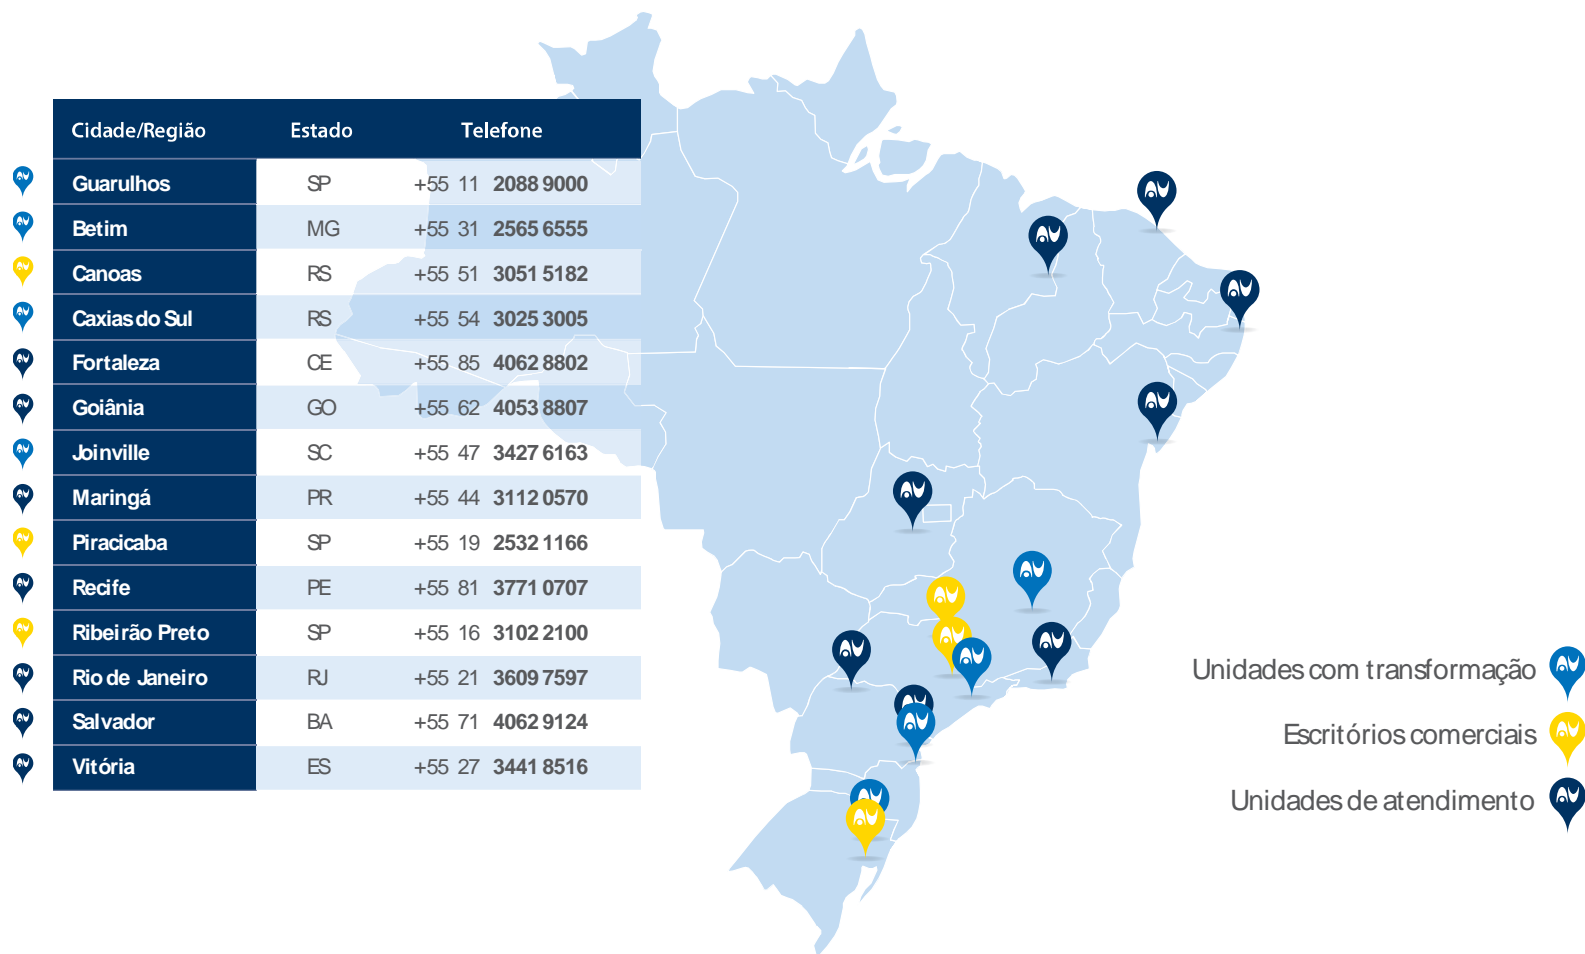 Cidade/Região Estado Telefone
Guarulhos SP +55 11 2088 9000
Betim MG +55 31 2565 6555
Canoas RS +55 51 3051 5182
Caxias do Sul RS +55 54 3025 3005
Fortaleza CE +55 85 4062 8802
Goiânia GO +55 62 4053 8807
Joinville SC +55 47 3427 6163
Maringá PR +55 44 3112 0570
Piracicaba SP +55 19 2532 1166
Recife PE +55 81 3771 0707
Ribeirão Preto SP +55 16 3102 2100
Rio de Janeiro RJ +55 21 3609 7597
Salvador BA +55 71 4062 9124
Vitória ES +55 27 3441 8516
Unidades com transformação
Escritórios comerciais
Unidades de atendimento